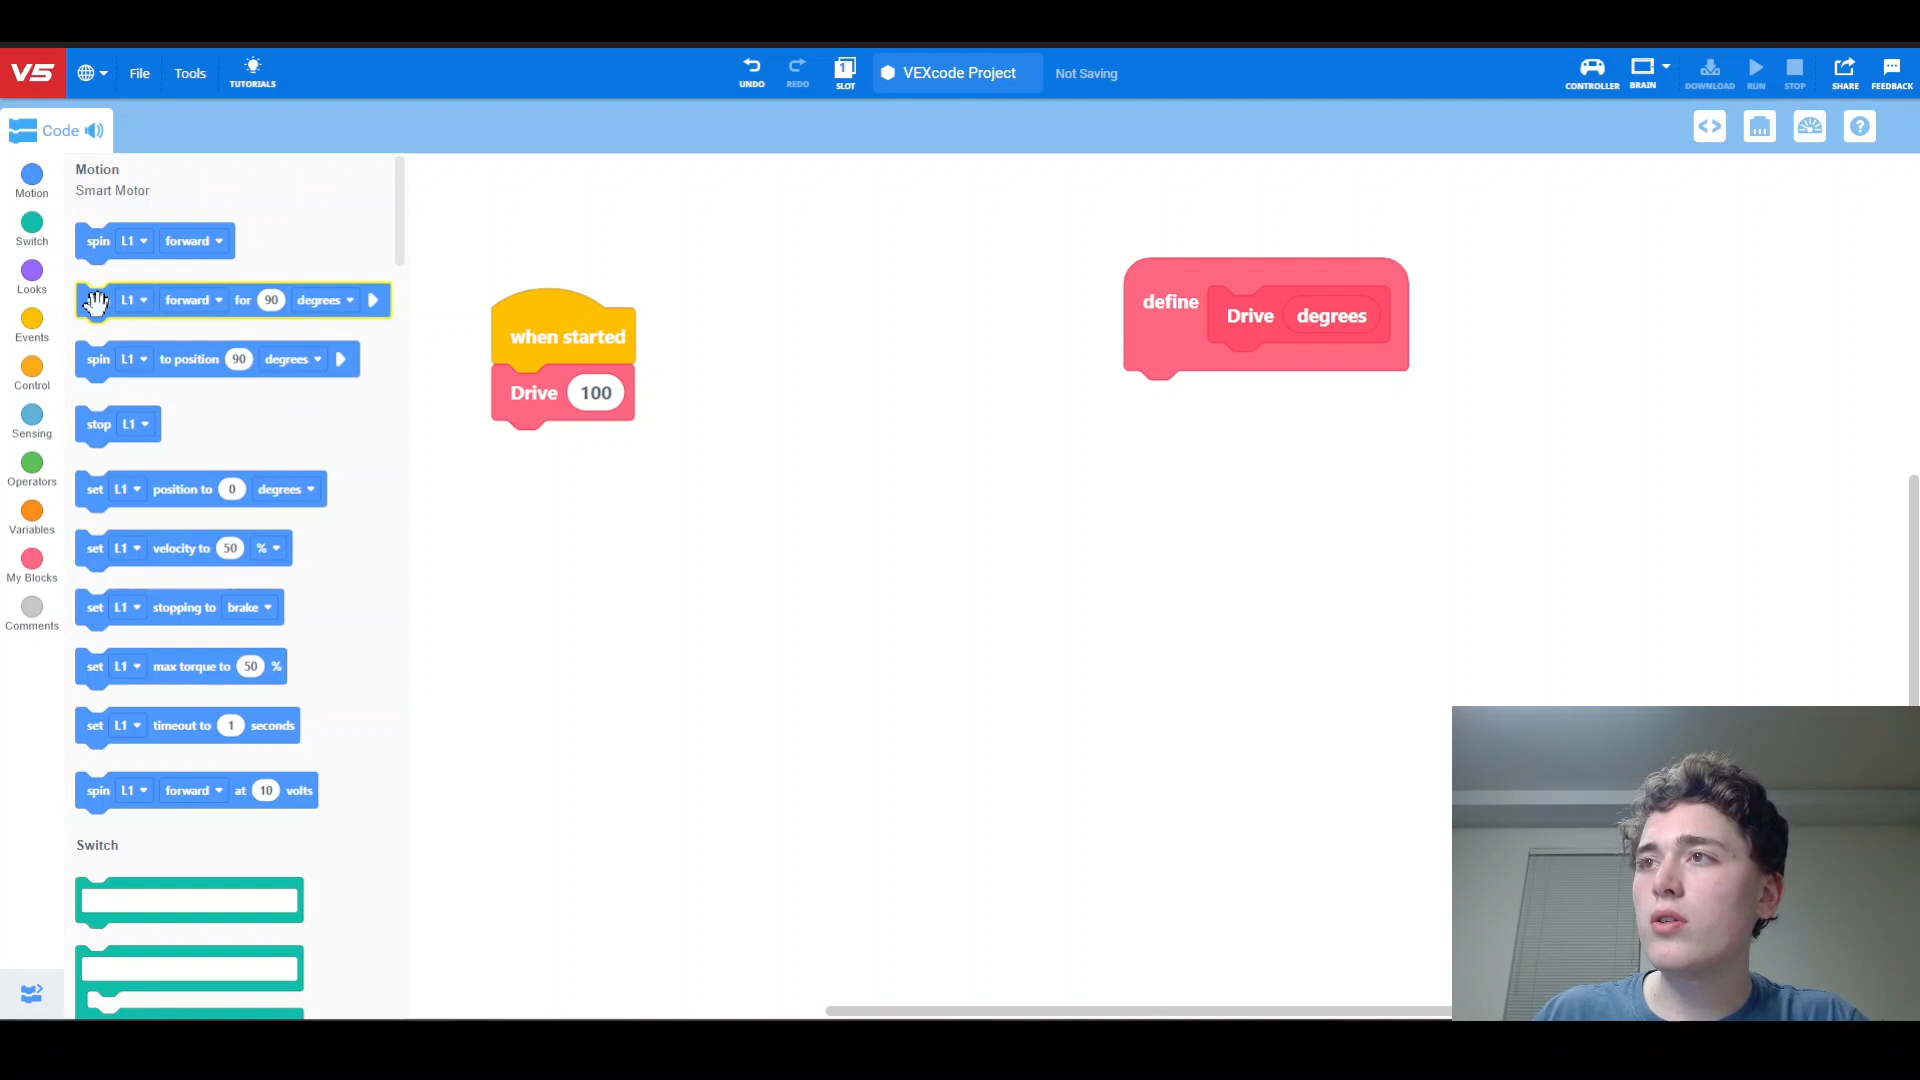 V5
File
Tools
TUTORIALS
UNDO
REDO
1
SLOT
VEXcode Project
Not Saving
CONTROLLER
BRAIN
DOWNLOAD
RUN
STOP
SHARE
FEEDBACK
Code
Motion
Switch
Looks
Events
Control
Sensing
Operators
Variables
My Blocks
Comments
Motion
Smart Motor
spin L1 forward
L1 forward for 90 degrees
spin L1 to position 90 degrees
stop L1
set L1 position to 0 degrees
set L1 velocity to 50 %
set L1 stopping to brake
set L1 max torque to 50 %
set L1 timeout to 1 seconds
spin L1 forward at 10 volts
Switch
when started
Drive 100
define Drive degrees